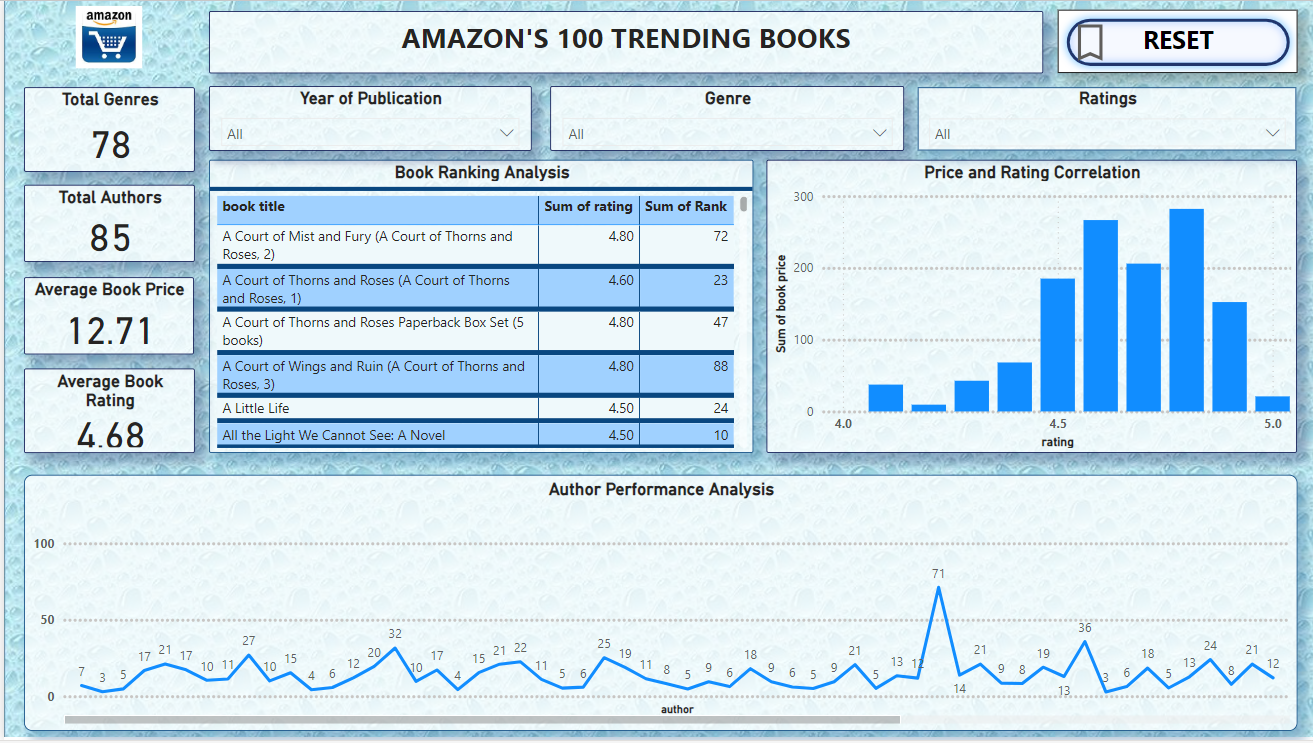 amazon
AMAZON'S 100 TRENDING BOOKS
RESET
Total Genres
78
Total Authors
85
Average Book Price
12.71
Average Book
Rating
4.68
Year of Publication
All
Genre
All
Ratings
All
Book Ranking Analysis
book title Sum of rating Sum of Rank
A Court of Mist and Fury (A Court of Thorns and 4.80 72
Roses, 2)
A Court of Thorns and Roses (A Court of Thorns 4.60 23
and Roses, 1)
A Court of Thorns and Roses Paperback Box Set (5 4.80 47
books)
A Court of Wings and Ruin (A Court of Thorns and 4.80 88
Roses, 3)
A Little Life 4.50 24
All the Light We Cannot See: A Novel 4.50 10
Price and Rating Correlation
Sum of book price
300
200
100
0
4.0 4.5 5.0
rating
Author Performance Analysis
100
50
0
7 3 5 17 21 17 10 11 27 10 15 4 6 12 20 32 10 17 4 15 21 22 11 5 6 25 19 11 8 5 9 6 18 9 6 5 9 21 5 13 12 71 14 21 9 8 19 13 36 3 6 18 5 13 24 8 21 12
author